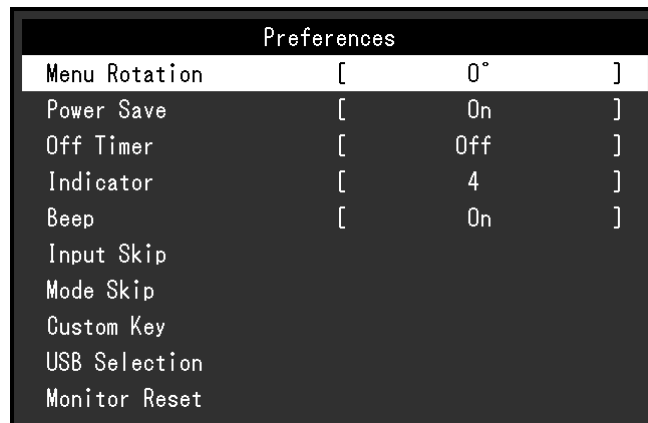 Preferences
Menu Rotation [ 0° ]
Power Save [ On ]
Off Timer [ Off ]
Indicator [ 4 ]
Beep [ On ]
Input Skip
Mode Skip
Custom Key
USB Selection
Monitor Reset